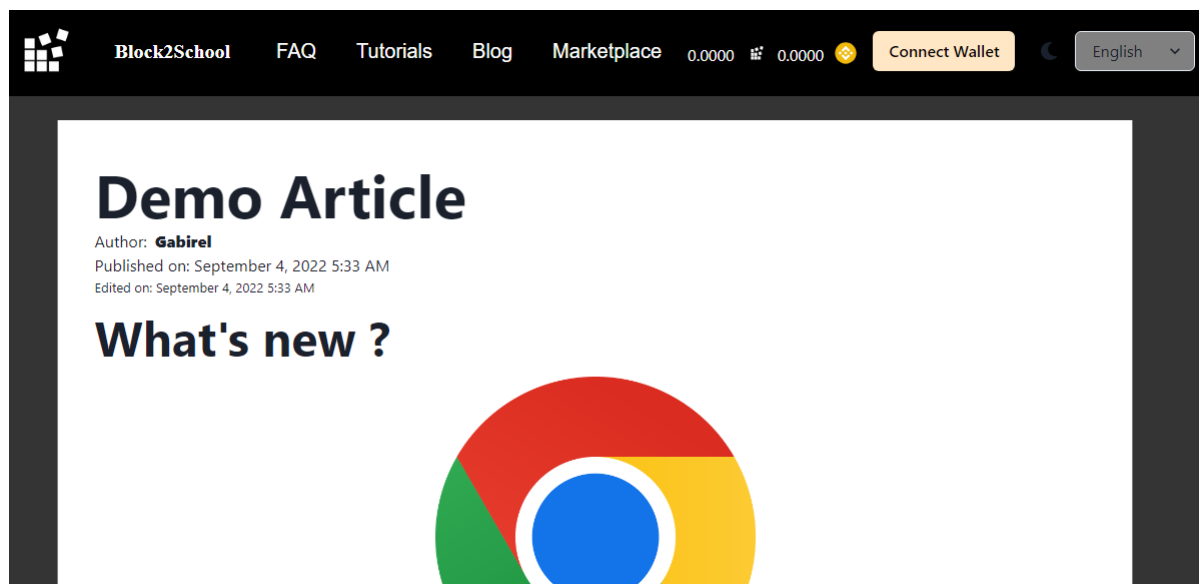 Block2School FAQ Tutorials Blog Marketplace 0.0000 0.0000 Connect Wallet English
Demo Article
Author: Gabirel
Published on: September 4, 2022 5:33 AM
Edited on: September 4, 2022 5:33 AM
What's new ?